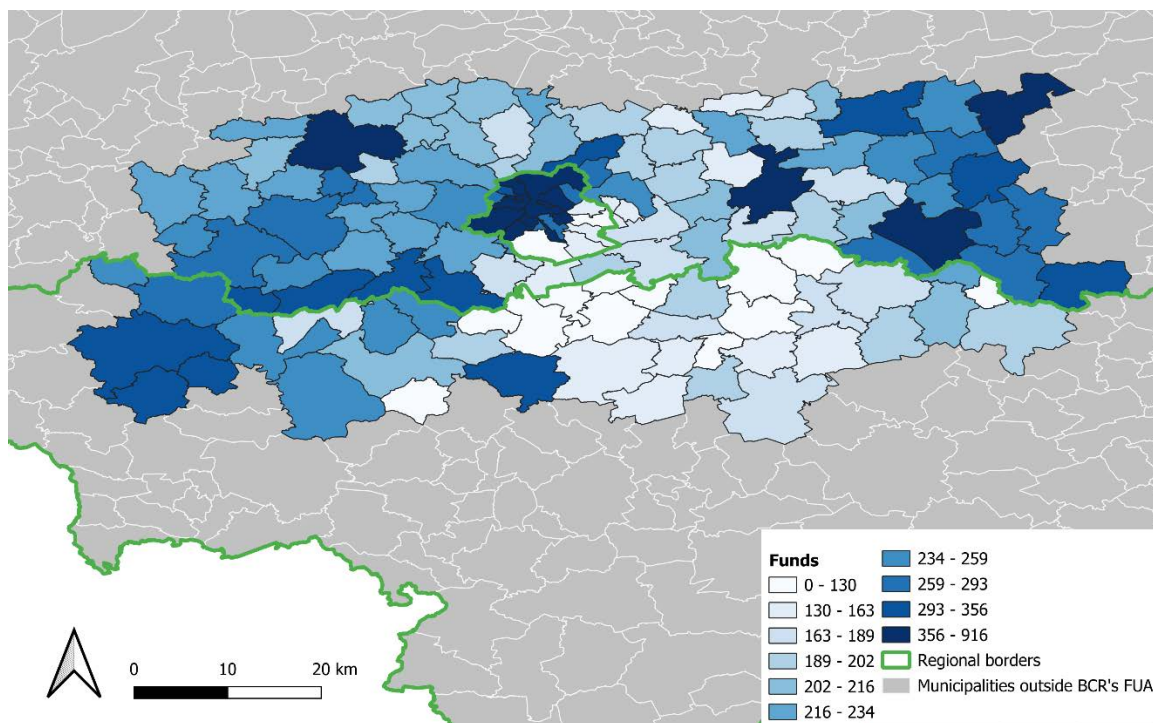 Funds
0 - 130
130 - 163
163 - 189
189 - 202
202 - 216
216 - 234
234 - 259
259 - 293
293 - 356
356 - 916
Regional borders
Municipalities outside BCR's FUA
0 10 20 km